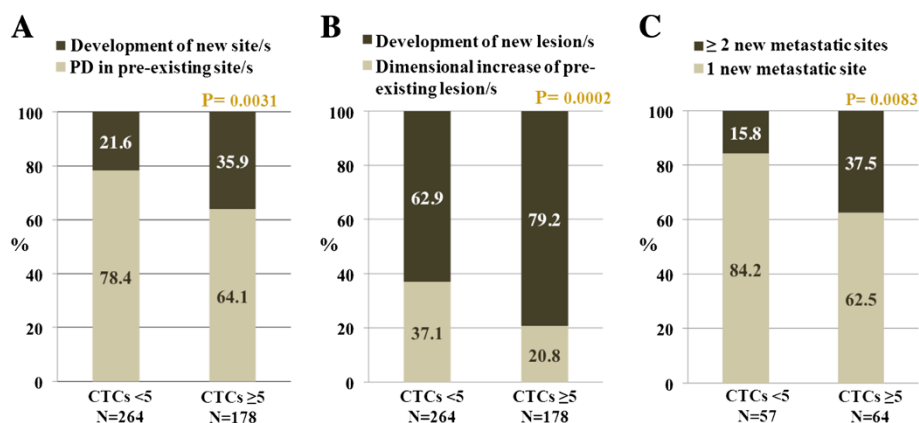 A
Development of new site/s
PD in pre-existing site/s
P= 0.0031
100
80
60
%
40
20
0
21.6
35.9
78.4
64.1
CTCs <5
N=264
CTCs ≥5
N=178
B
Development of new lesion/s
Dimensional increase of pre-
existing lesion/s
P= 0.0002
100
80
60
%
40
20
0
62.9
79.2
37.1
20.8
CTCs <5
N=264
CTCs ≥5
N=178
C
≥ 2 new metastatic sites
1 new metastatic site
P= 0.0083
100
80
60
%
40
20
0
15.8
37.5
84.2
62.5
CTCs <5
N=57
CTCs ≥5
N=64